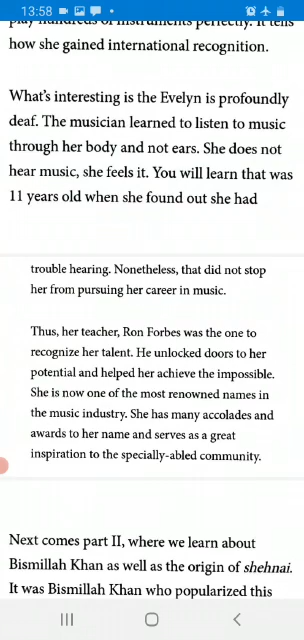 13:58
play hundreds of instruments perfectly. It tells
how she gained international recognition.
What's interesting is the Evelyn is profoundly
deaf. The musician learned to listen to music
through her body and not ears. She does not
hear music, she feels it. You will learn that was
11 years old when she found out she had
trouble hearing. Nonetheless, that did not stop
her from pursuing her career in music.
Thus, her teacher, Ron Forbes was the one to
recognize her talent. He unlocked doors to her
potential and helped her achieve the impossible.
She is now one of the most renowned names in
the music industry. She has many accolades and
awards to her name and serves as a great
inspiration to the specially-abled community.
Next comes part II, where we learn about
Bismillah Khan as well as the origin of shehnai.
It was Bismillah Khan who popularized this